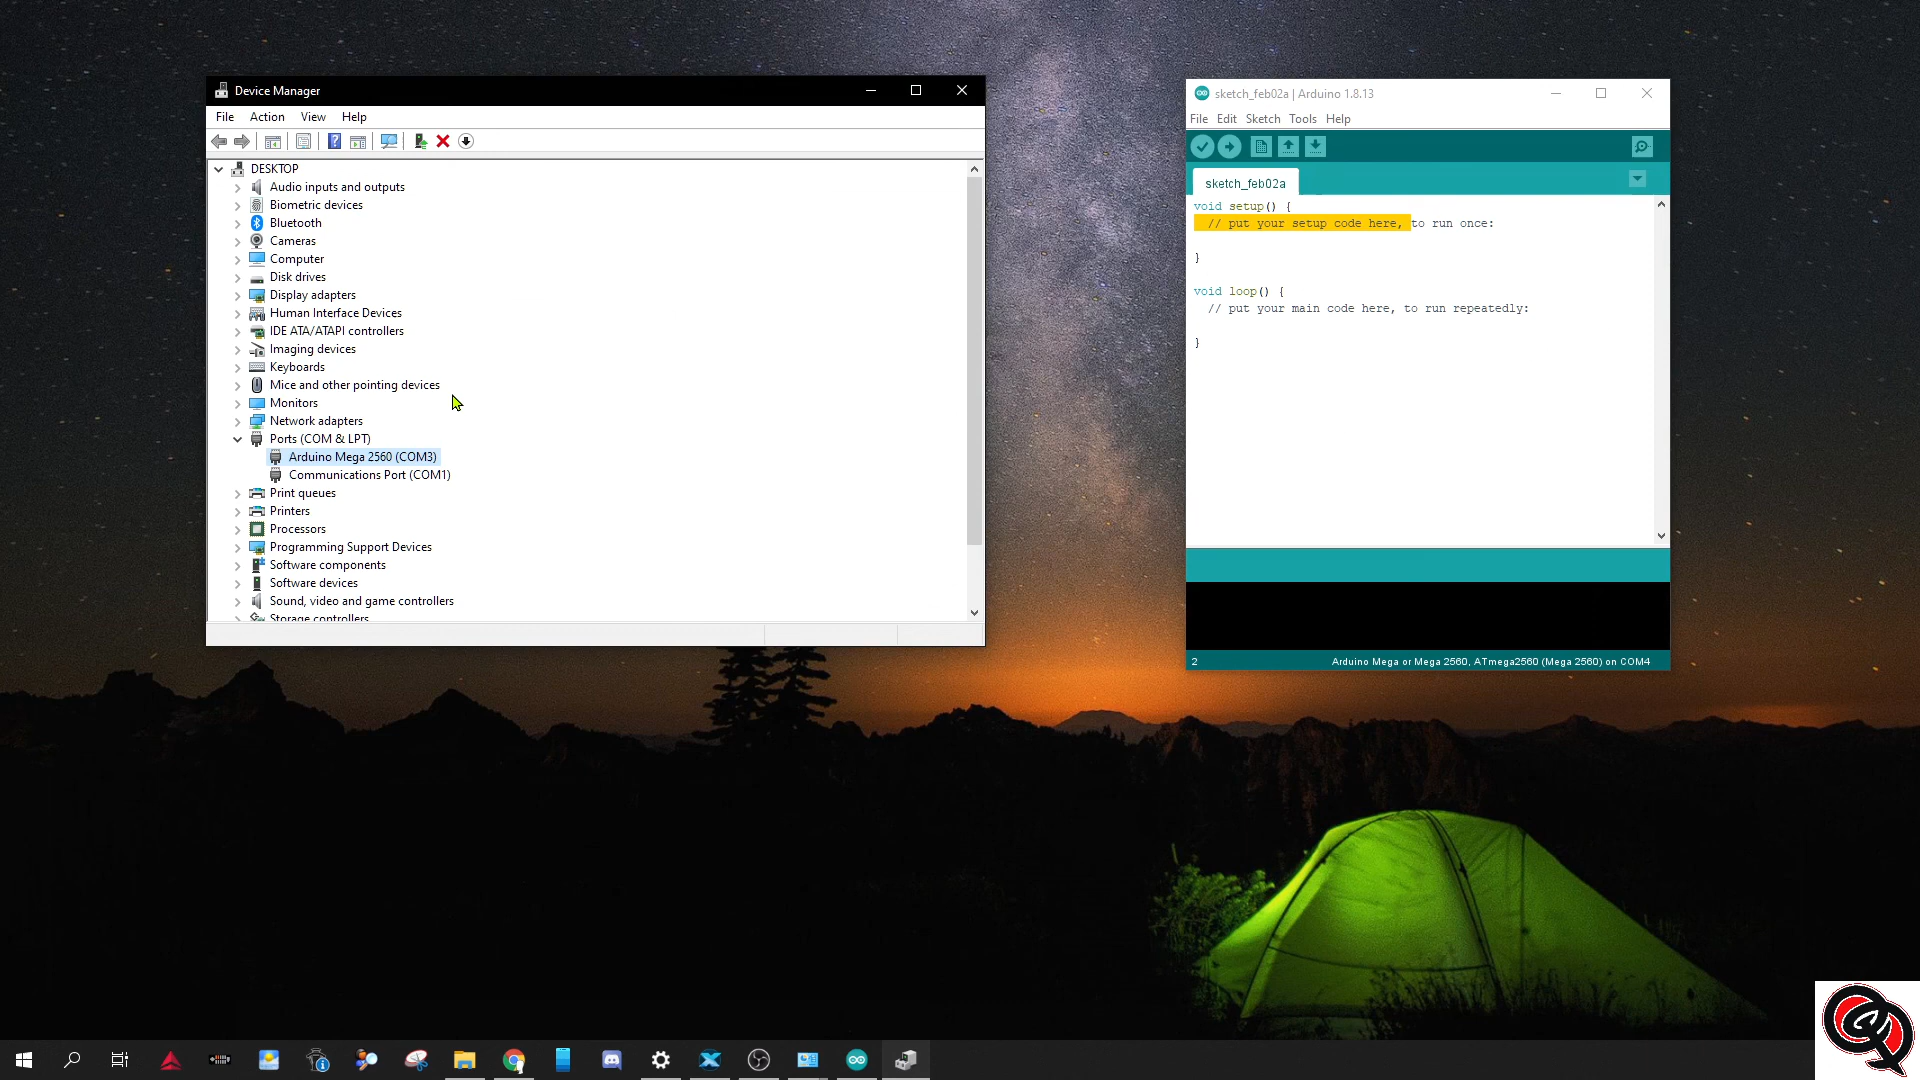 Device Manager
File Action View Help
DESKTOP
Audio inputs and outputs
Biometric devices
Bluetooth
Cameras
Computer
Disk drives
Display adapters
Human Interface Devices
IDE ATA/ATAPI controllers
Imaging devices
Keyboards
Mice and other pointing devices
Monitors
Network adapters
Ports (COM & LPT)
Arduino Mega 2560 (COM3)
Communications Port (COM1)
Print queues
Printers
Processors
Programming Support Devices
Software components
Software devices
Sound, video and game controllers
Storage controllers
sketch_feb02a | Arduino 1.8.13
File Edit Sketch Tools Help
sketch_feb02a
void setup() {
// put your setup code here, to run once:
}
void loop() {
// put your main code here, to run repeatedly:
}
2 Arduino Mega or Mega 2560, ATmega2560 (Mega 2560) on COM4